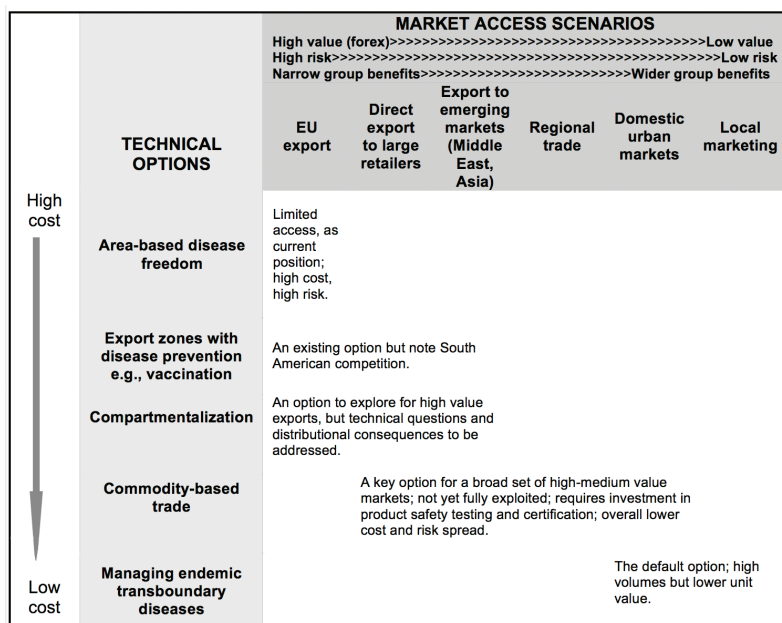 MARKET ACCESS SCENARIOS
High value (forex)>>>>>>>>>>>>>>>>>>>>>>>>>>>>>>>>>>>>>>>Low value
High risk>>>>>>>>>>>>>>>>>>>>>>>>>>>>>>>>>>>>>>>>>>>>>>>Low risk
Narrow group benefits>>>>>>>>>>>>>>>>>>>>>>>>>>Wider group benefits
TECHNICAL
OPTIONS
EU
export
Direct
export
to large
retailers
Export to
emerging
markets
(Middle
East,
Asia)
Regional
trade
Domestic
urban
markets
Local
marketing
High
cost
Area-based disease
freedom
Limited
access, as
current
position;
high cost,
high risk.
Export zones with
disease prevention
e.g., vaccination
An existing option but note South
American competition.
Compartmentalization
An option to explore for high value
exports, but technical questions and
distributional consequences to be
addressed.
Commodity-based
trade
A key option for a broad set of high-medium value
markets; not yet fully exploited; requires investment in
product safety testing and certification; overall lower
cost and risk spread.
Low
cost
Managing endemic
transboundary
diseases
The default option; high
volumes but lower unit
value.